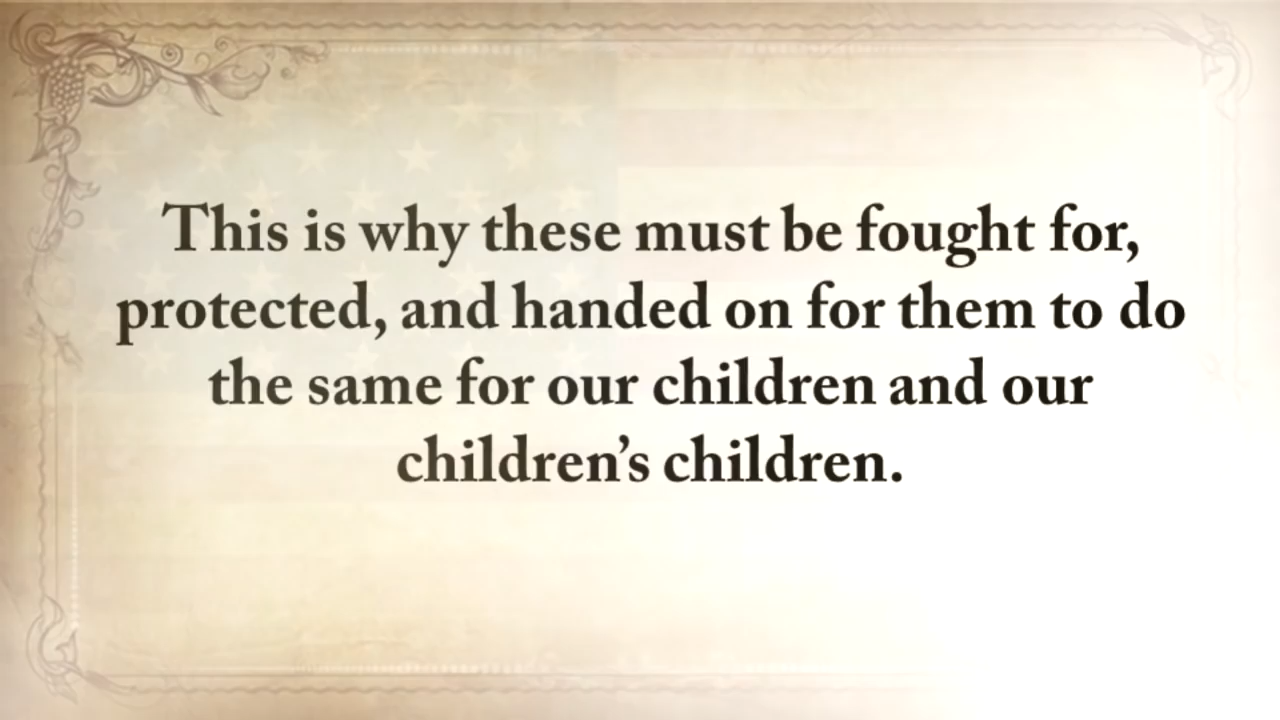 This is why these must be fought for,
protected, and handed on for them to do
the same for our children and our
children’s children.